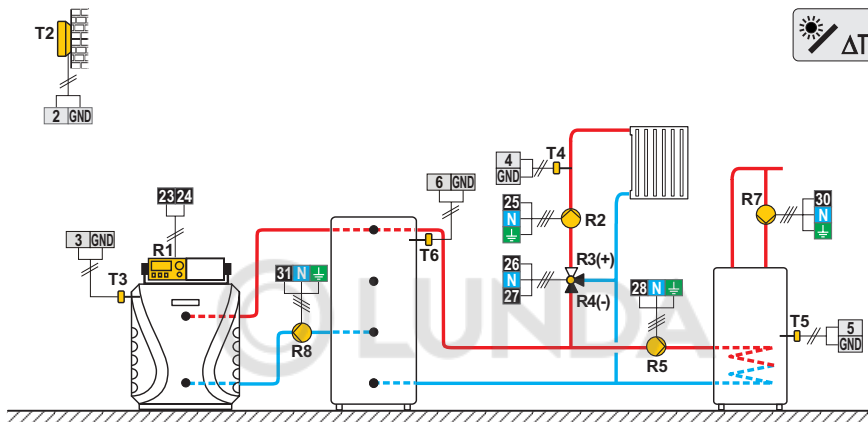 T2
2 GND
ΔT
23 24
R1
3 GND
T3
31 N
R8
6 GND
T6
4
GND
T4
25
N
R2
26
N
27
R3(+)
R4(-)
28 N
R5
R7
30
N
T5
5
GND
© LUNDA